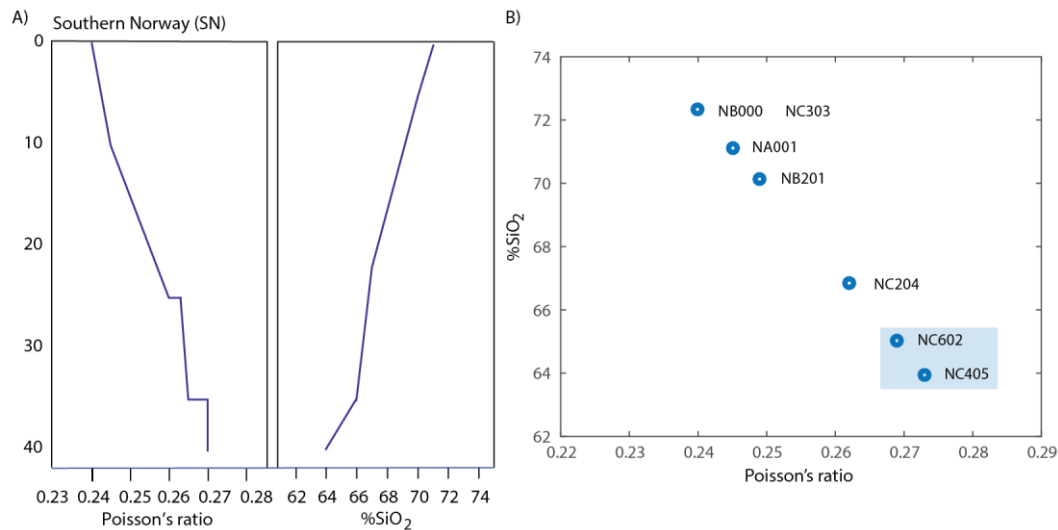 A)
Southern Norway (SN)
0
10
20
30
40
0.23 0.24 0.25 0.26 0.27 0.28
Poisson's ratio
62 64 66 68 70 72 74
%SiO2
B)
74
72
70
68
66
64
62
%SiO2
NB000 NC303
NA001
NB201
NC204
NC602
NC405
0.22 0.23 0.24 0.25 0.26 0.27 0.28 0.29
Poisson's ratio